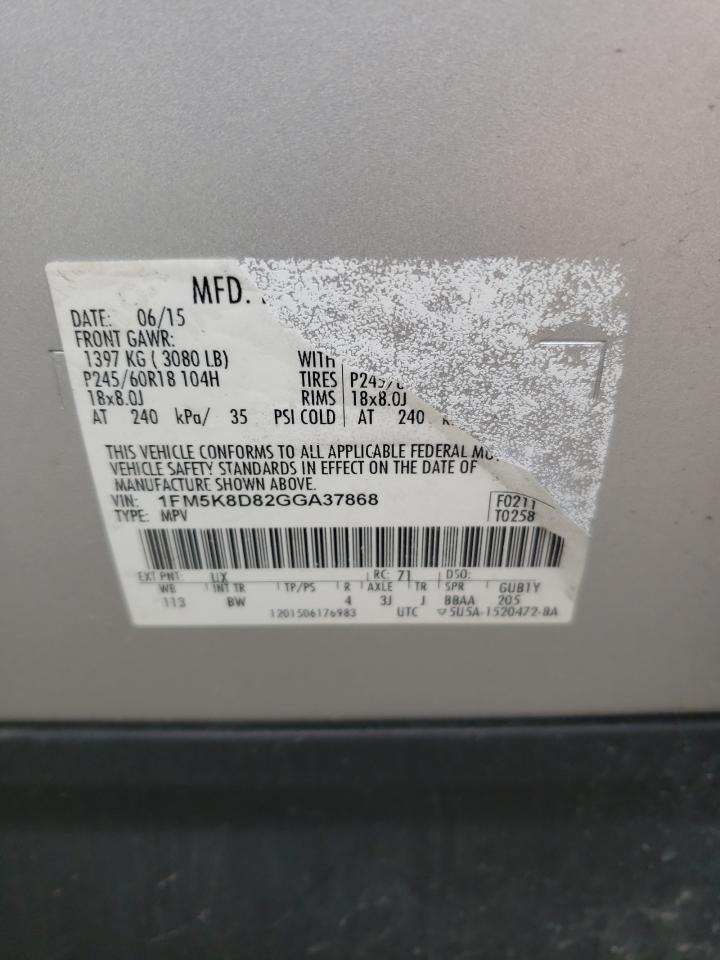 MFD.
DATE: 06/15
FRONT GAWR:
1397 KG ( 3080 LB) WITH
P245/60R18 104H TIRES
18x8.0J RIMS 18x8.0J
AT 240 kPa/ 35 PSI COLD AT 240
THIS VEHICLE CONFORMS TO ALL APPLICABLE FEDERAL
VEHICLE SAFETY STANDARDS IN EFFECT ON THE DATE OF
MANUFACTURE SHOWN ABOVE.
VIN: 1FM5K8D82GGA37868 F0211
TYPE: MPV T0258
EXT PNT: UX RC: 71 DSO:
WB INT TR TP/PS R AXLE TR SPR GUB1Y
113 BW 4 3J J BBAA 205
1201506176983 UTC ▽5U5A-1520472-BA